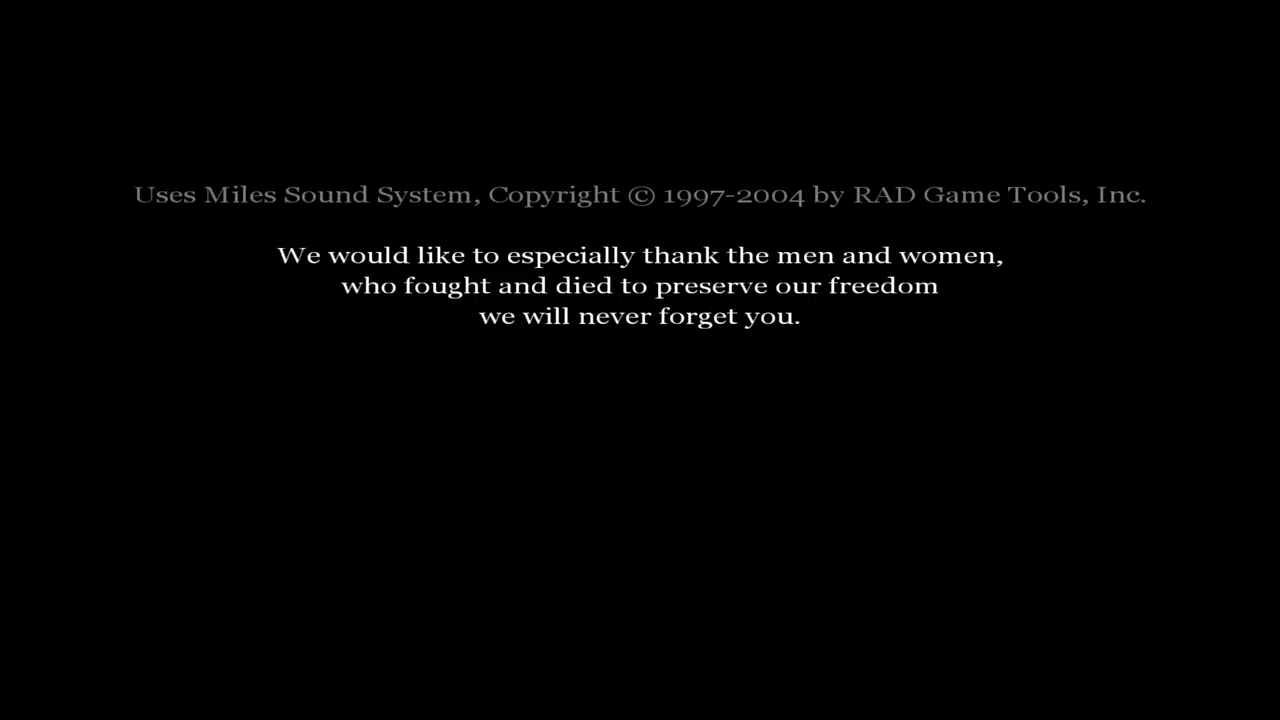 Uses Miles Sound System, Copyright © 1997-2004 by RAD Game Tools, Inc.
We would like to especially thank the men and women,
who fought and died to preserve our freedom
we will never forget you.